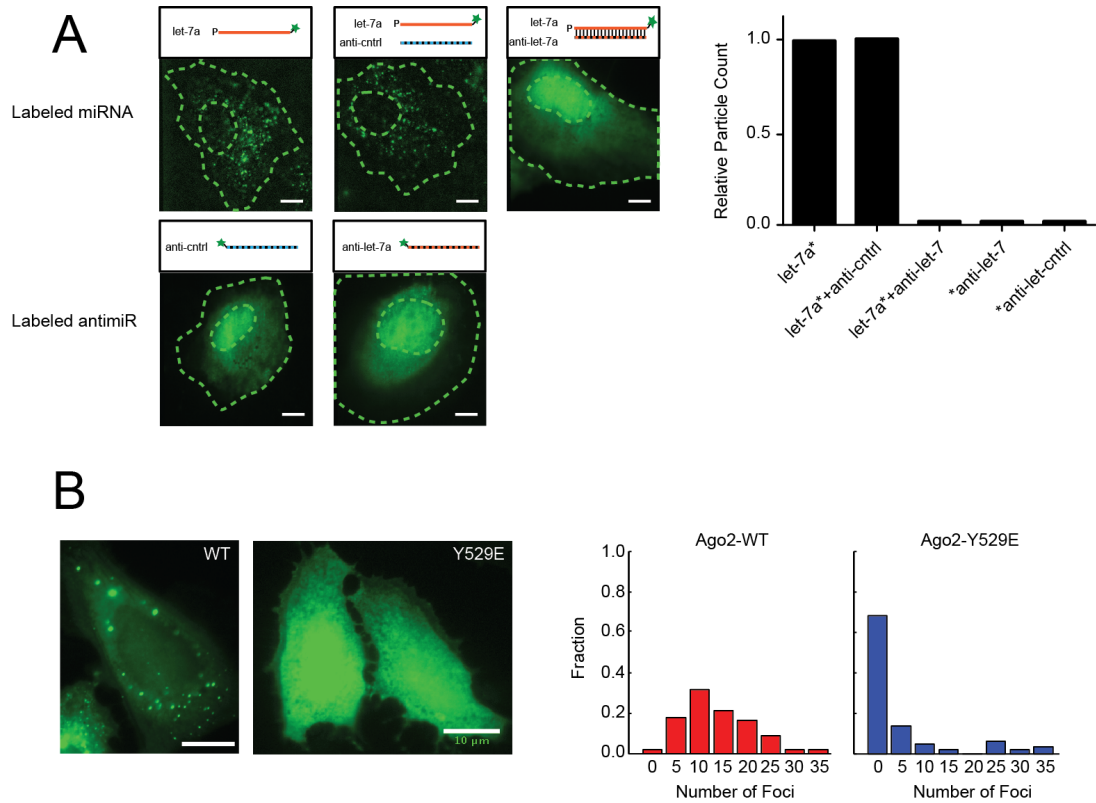 A
let-7a P
let-7a P
anti-cntrl
let-7a P
anti-let-7a
Labeled miRNA
anti-cntrl
anti-let-7a
Labeled antimiR
Relative Particle Count
1.0
0.5
0.0
let-7a*
let-7a*+anti-cntrl
let-7a*+anti-let-7
*anti-let-7
*anti-let-cntrl
B
WT
Y529E
10 µm
Ago2-WT
Fraction
1.0
0.8
0.6
0.4
0.2
0.0
0 5 10 15 20 25 30 35
Number of Foci
Ago2-Y529E
0 5 10 15 20 25 30 35
Number of Foci